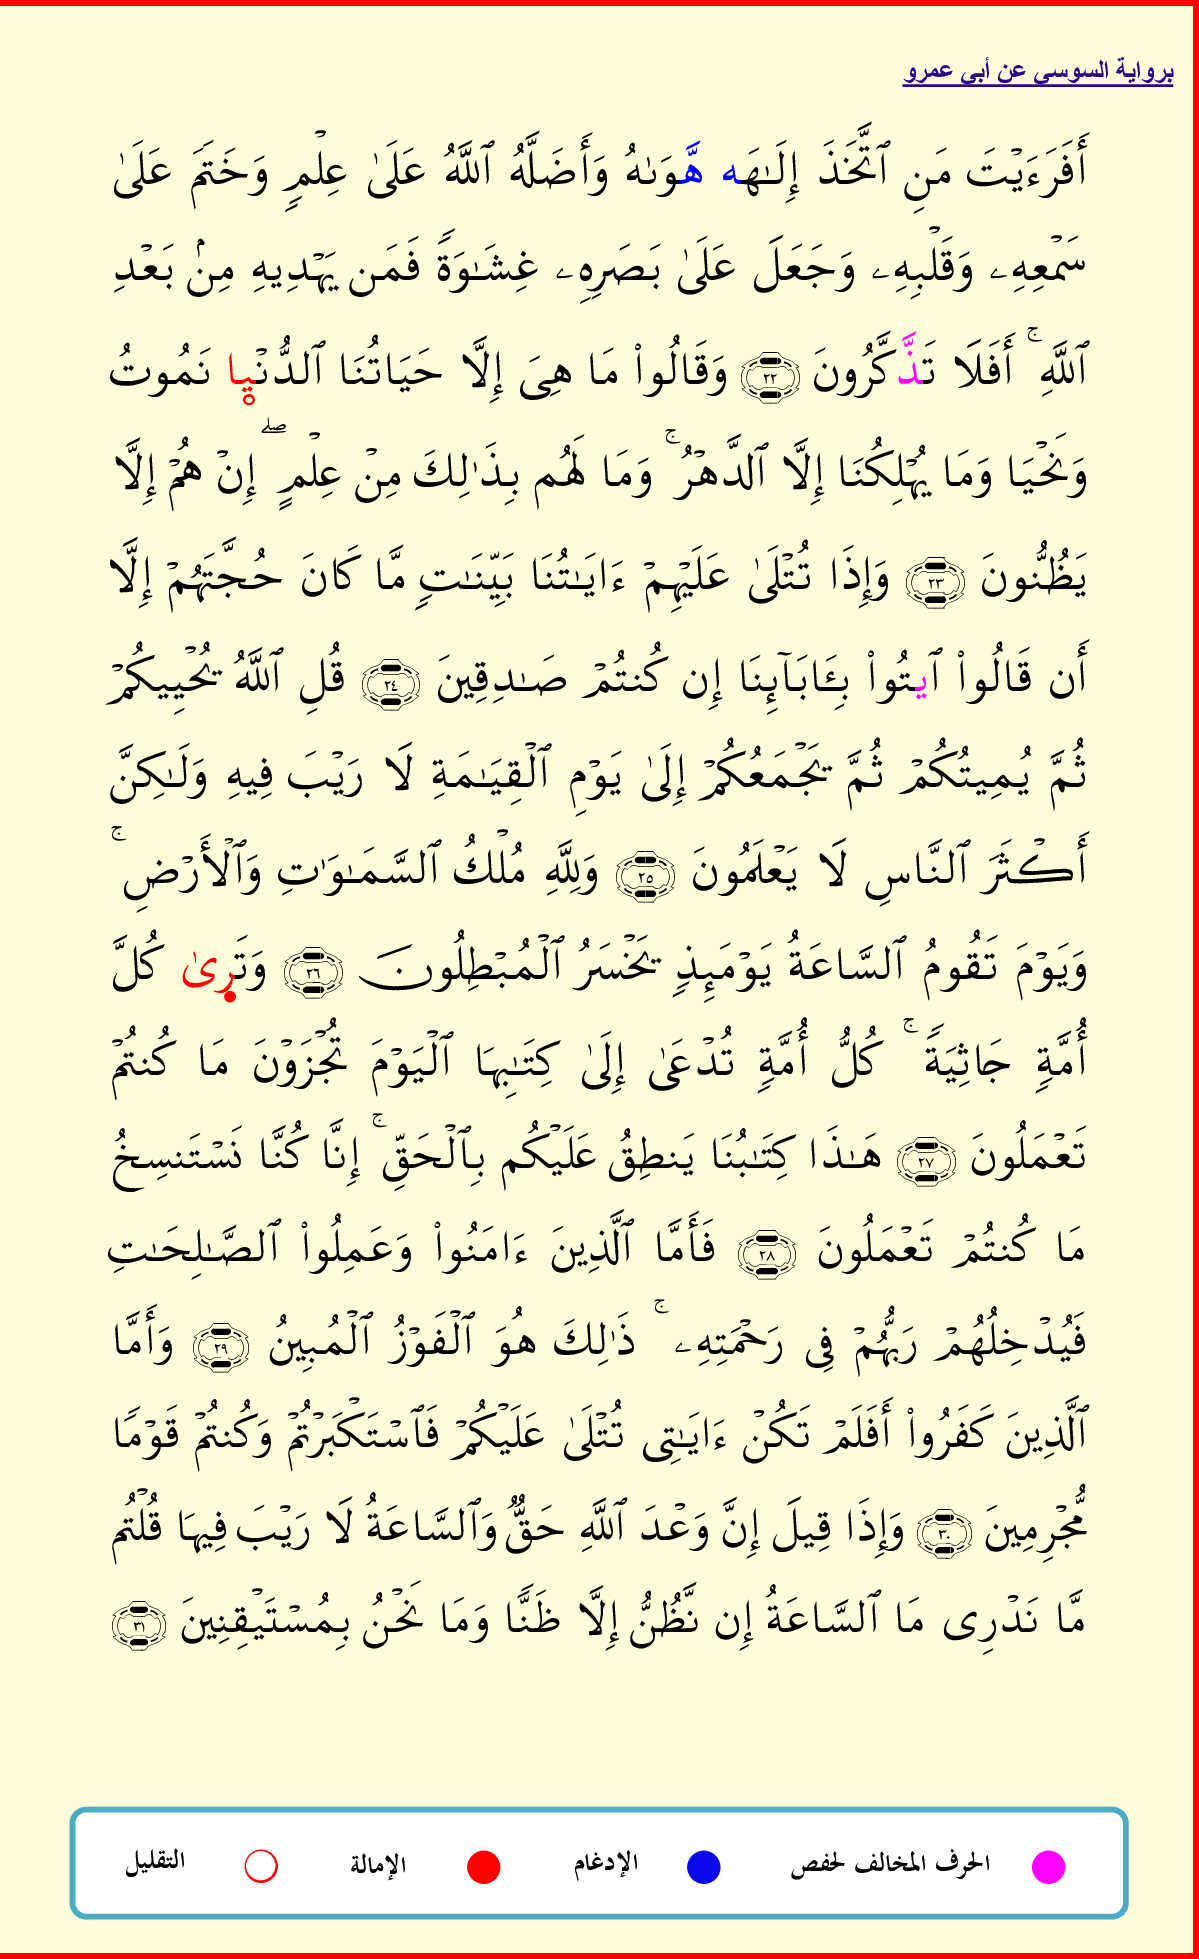 برواية السوسي عن أبي عمرو
أَفَرَءَيْتَ مَنِ ٱتَّخَذَ إِلَـٰهَه هَّوَىٰهُ وَأَضَلَّهُ ٱللَّهُ عَلَىٰ عِلْمٍ وَخَتَمَ عَلَىٰ
سَمْعِهِۦ وَقَلْبِهِۦ وَجَعَلَ عَلَىٰ بَصَرِهِۦ غِشَـٰوَةً فَمَن يَهْدِيهِ مِنۢ بَعْدِ
ٱللَّهِ ۚ أَفَلَا تَذَّكَّرُونَ ٢٢ وَقَالُوا۟ مَا هِىَ إِلَّا حَيَاتُنَا ٱلدُّنْيا نَمُوتُ
وَنَحْيَا وَمَا يُهْلِكُنَا إِلَّا ٱلدَّهْرُ ۚ وَمَا لَهُم بِذَٰلِكَ مِنْ عِلْمٍ ۖ إِنْ هُمْ إِلَّا
يَظُنُّونَ ٢٣ وَإِذَا تُتْلَىٰ عَلَيْهِمْ ءَايَـٰتُنَا بَيِّنَـٰتٍ مَّا كَانَ حُجَّتَهُمْ إِلَّا
أَن قَالُوا۟ ٱيتُوا۟ بِـَٔابَآئِنَا إِن كُنتُمْ صَـٰدِقِينَ ٢٤ قُلِ ٱللَّهُ يُحْيِيكُمْ
ثُمَّ يُمِيتُكُمْ ثُمَّ يَجْمَعُكُمْ إِلَىٰ يَوْمِ ٱلْقِيَـٰمَةِ لَا رَيْبَ فِيهِ وَلَـٰكِنَّ
أَكْثَرَ ٱلنَّاسِ لَا يَعْلَمُونَ ٢٥ وَلِلَّهِ مُلْكُ ٱلسَّمَـٰوَٰتِ وَٱلْأَرْضِ ۚ
وَيَوْمَ تَقُومُ ٱلسَّاعَةُ يَوْمَئِذٍ يَخْسَرُ ٱلْمُبْطِلُونَ ٢٦ وَتَرِىٰ كُلَّ
أُمَّةٍ جَاثِيَةً ۚ كُلُّ أُمَّةٍ تُدْعَىٰ إِلَىٰ كِتَـٰبِهَا ٱلْيَوْمَ تُجْزَوْنَ مَا كُنتُمْ
تَعْمَلُونَ ٢٧ هَـٰذَا كِتَـٰبُنَا يَنطِقُ عَلَيْكُم بِٱلْحَقِّ ۚ إِنَّا كُنَّا نَسْتَنسِخُ
مَا كُنتُمْ تَعْمَلُونَ ٢٨ فَأَمَّا ٱلَّذِينَ ءَامَنُوا۟ وَعَمِلُوا۟ ٱلصَّـٰلِحَـٰتِ
فَيُدْخِلُهُمْ رَبُّهُمْ فِى رَحْمَتِهِۦ ۚ ذَٰلِكَ هُوَ ٱلْفَوْزُ ٱلْمُبِينُ ٢٩ وَأَمَّا
ٱلَّذِينَ كَفَرُوا۟ أَفَلَمْ تَكُنْ ءَايَـٰتِى تُتْلَىٰ عَلَيْكُمْ فَٱسْتَكْبَرْتُمْ وَكُنتُمْ قَوْمًا
مُّجْرِمِينَ ٣٠ وَإِذَا قِيلَ إِنَّ وَعْدَ ٱللَّهِ حَقٌّ وَٱلسَّاعَةُ لَا رَيْبَ فِيهَا قُلْتُم
مَّا نَدْرِى مَا ٱلسَّاعَةُ إِن نَّظُنُّ إِلَّا ظَنًّا وَمَا نَحْنُ بِمُسْتَيْقِنِينَ ٣١
الحرف المخالف لحفص الإدغام الإمالة التقليل